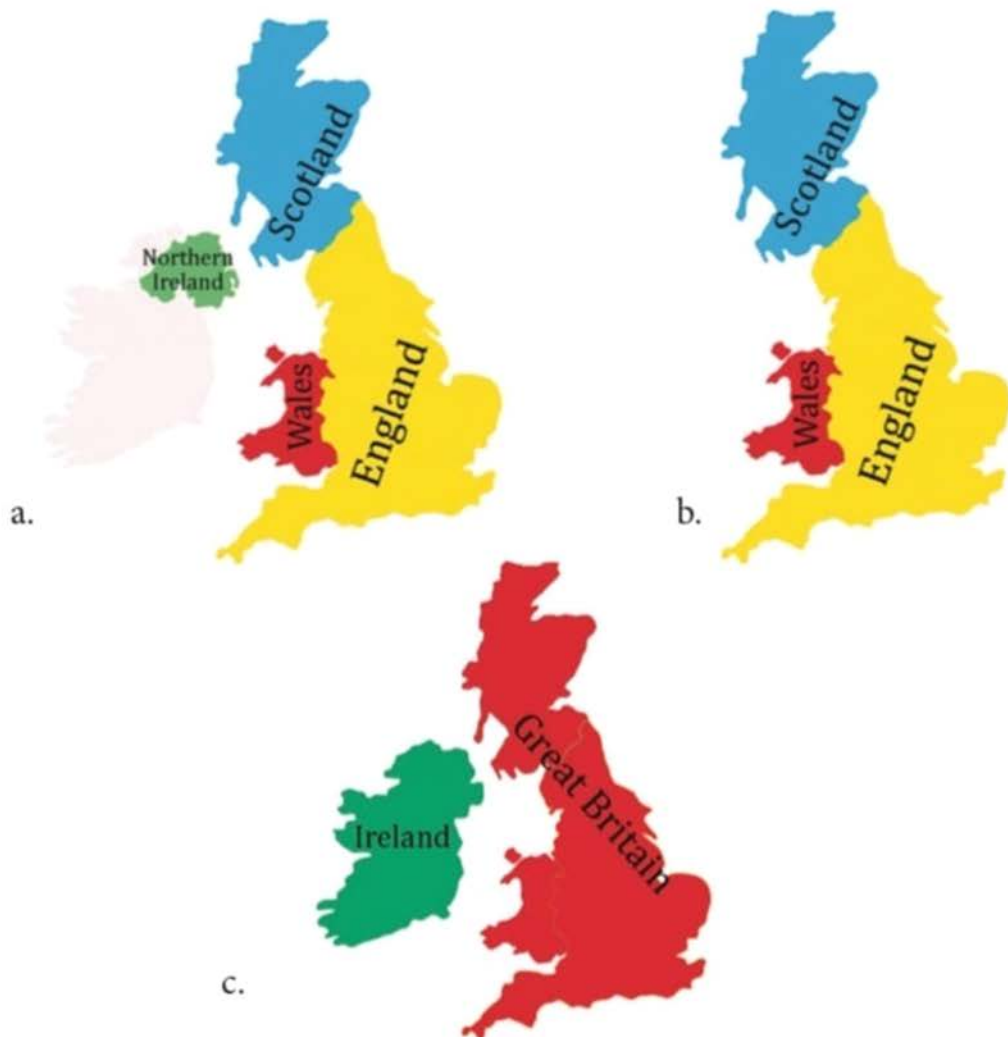 Scotland
Northern
Ireland
Wales
England
a.
Scotland
Wales
England
b.
Great Britain
Ireland
c.